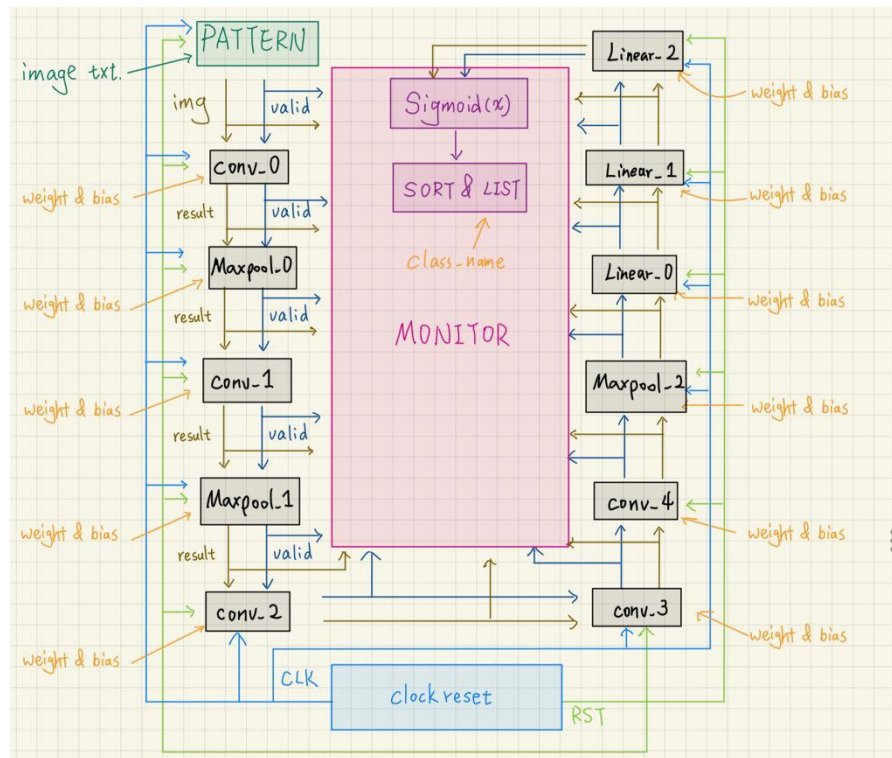 PATTERN
image txt.
img
valid
conv_0
weight & bias
result
valid
Maxpool_0
weight & bias
result
valid
conv_1
weight & bias
result
valid
Maxpool_1
weight & bias
result
valid
conv_2
weight & bias
Sigmoid(x)
SORT & LIST
class_name
MONITOR
Linear_2
weight & bias
Linear_1
weight & bias
Linear_0
weight & bias
Maxpool_2
weight & bias
conv_4
weight & bias
conv_3
weight & bias
CLK
clock reset
RST